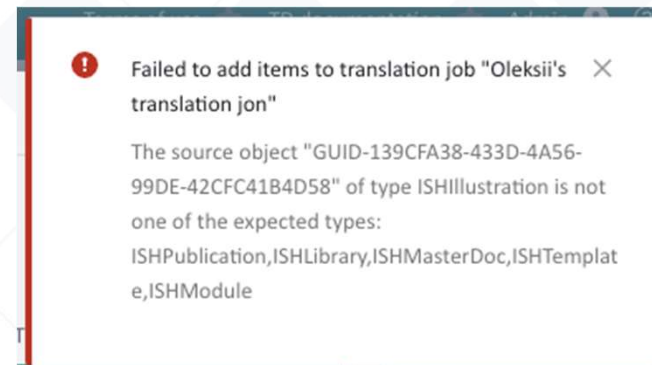 Failed to add items to translation job "Oleksii's
translation jon"
The source object "GUID-139CFA38-433D-4A56-
99DE-42CFC41B4D58" of type ISHIllustration is not
one of the expected types:
ISHPublication,ISHLibrary,ISHMasterDoc,ISHTemplat
e,ISHModule